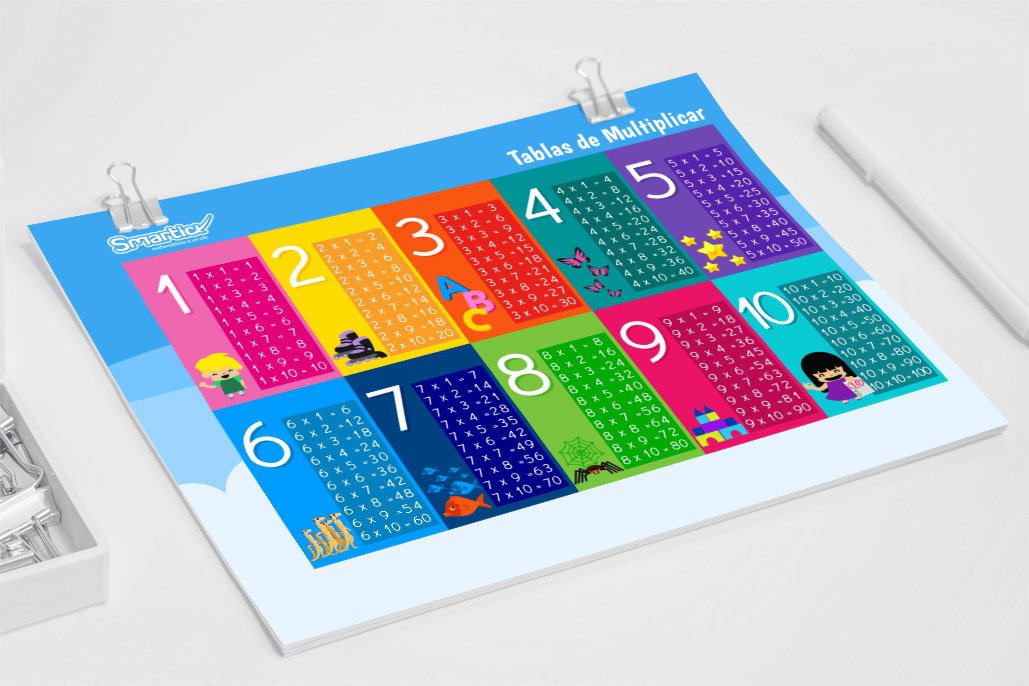 Tablas de Multiplicar
Smartick
matemáticas a un clic
1
1 x 1 = 1
1 x 2 = 2
1 x 3 = 3
1 x 4 = 4
1 x 5 = 5
1 x 6 = 6
1 x 7 = 7
1 x 8 = 8
1 x 9 = 9
1 x 10 = 10
2
2 x 1 = 2
2 x 2 = 4
2 x 3 = 6
2 x 4 = 8
2 x 5 =10
2 x 6 =12
2 x 7 =14
2 x 8 =16
2 x 9 =18
2 x 10 =20
3
3 x 1 = 3
3 x 2 = 6
3 x 3 = 9
3 x 4 =12
3 x 5 =15
3 x 6 =18
3 x 7 =21
3 x 8 =24
3 x 9 =27
3 x 10 =30
A
B
C
4
4 x 1 = 4
4 x 2 = 8
4 x 3 =12
4 x 4 =16
4 x 5 =20
4 x 6 =24
4 x 7 =28
4 x 8 =32
4 x 9 =36
4 x 10 =40
5
5 x 1 = 5
5 x 2 =10
5 x 3 =15
5 x 4 =20
5 x 5 =25
5 x 6 =30
5 x 7 =35
5 x 8 =40
5 x 9 =45
5 x 10 =50
6
6 x 1 = 6
6 x 2 =12
6 x 3 =18
6 x 4 =24
6 x 5 =30
6 x 6 =36
6 x 7 =42
6 x 8 =48
6 x 9 =54
6 x 10 =60
7
7 x 1 = 7
7 x 2 =14
7 x 3 =21
7 x 4 =28
7 x 5 =35
7 x 6 =42
7 x 7 =49
7 x 8 =56
7 x 9 =63
7 x 10 =70
8
8 x 1 = 8
8 x 2 =16
8 x 3 =24
8 x 4 =32
8 x 5 =40
8 x 6 =48
8 x 7 =56
8 x 8 =64
8 x 9 =72
8 x 10 =80
9
9 x 1 = 9
9 x 2 =18
9 x 3 =27
9 x 4 =36
9 x 5 =45
9 x 6 =54
9 x 7 =63
9 x 8 =72
9 x 9 =81
9 x 10 =90
10
10 x 1 =10
10 x 2 =20
10 x 3 =30
10 x 4 =40
10 x 5 =50
10 x 6 =60
10 x 7 =70
10 x 8 =80
10 x 9 =90
10 x 10 =100
10